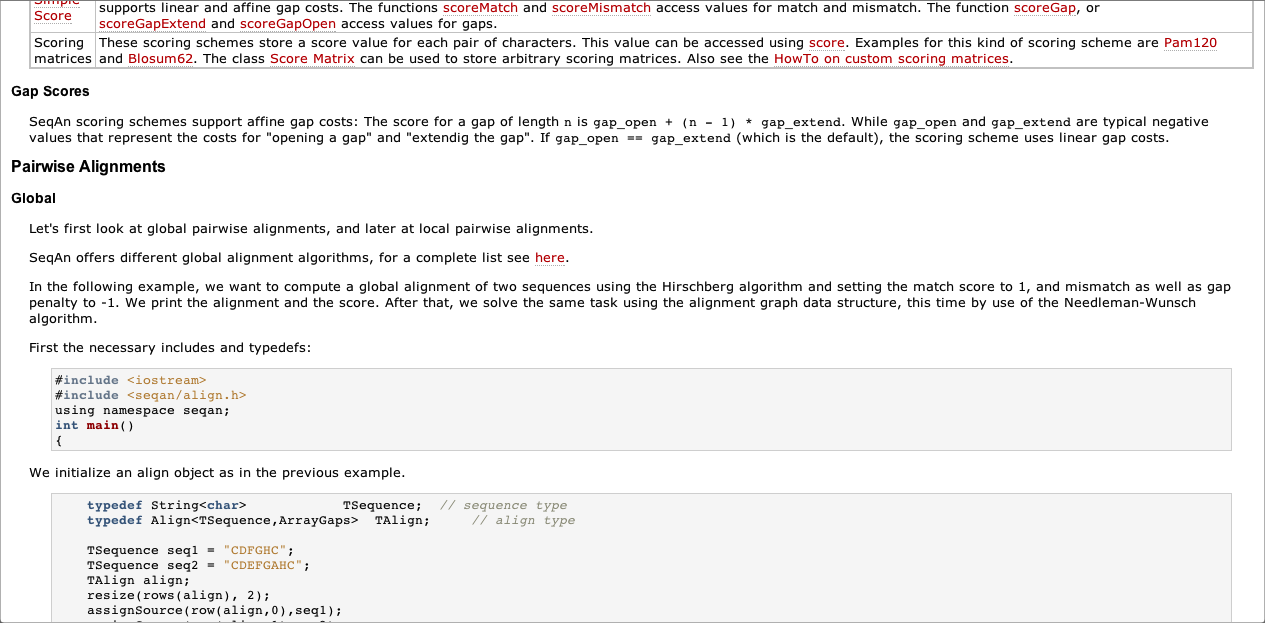 Simple supports linear and affine gap costs. The functions scoreMatch and scoreMismatch access values for match and mismatch. The function scoreGap, or
Score scoreGapExtend and scoreGapOpen access values for gaps.
Scoring These scoring schemes store a score value for each pair of characters. This value can be accessed using score. Examples for this kind of scoring scheme are Pam120
matrices and Blosum62. The class Score Matrix can be used to store arbitrary scoring matrices. Also see the HowTo on custom scoring matrices.
Gap Scores
SeqAn scoring schemes support affine gap costs: The score for a gap of length n is gap_open + (n - 1) * gap_extend. While gap_open and gap_extend are typical negative
values that represent the costs for "opening a gap" and "extendig the gap". If gap_open == gap_extend (which is the default), the scoring scheme uses linear gap costs.
Pairwise Alignments
Global
Let's first look at global pairwise alignments, and later at local pairwise alignments.
SeqAn offers different global alignment algorithms, for a complete list see here.
In the following example, we want to compute a global alignment of two sequences using the Hirschberg algorithm and setting the match score to 1, and mismatch as well as gap
penalty to -1. We print the alignment and the score. After that, we solve the same task using the alignment graph data structure, this time by use of the Needleman-Wunsch
algorithm.
First the necessary includes and typedefs:
#include <iostream>
#include <seqan/align.h>
using namespace seqan;
int main()
{
We initialize an align object as in the previous example.
typedef String<char> TSequence; // sequence type
typedef Align<TSequence,ArrayGaps> TAlign; // align type
TSequence seq1 = "CDFGHC";
TSequence seq2 = "CDEFGAHC";
TAlign align;
resize(rows(align), 2);
assignSource(row(align,0),seq1);